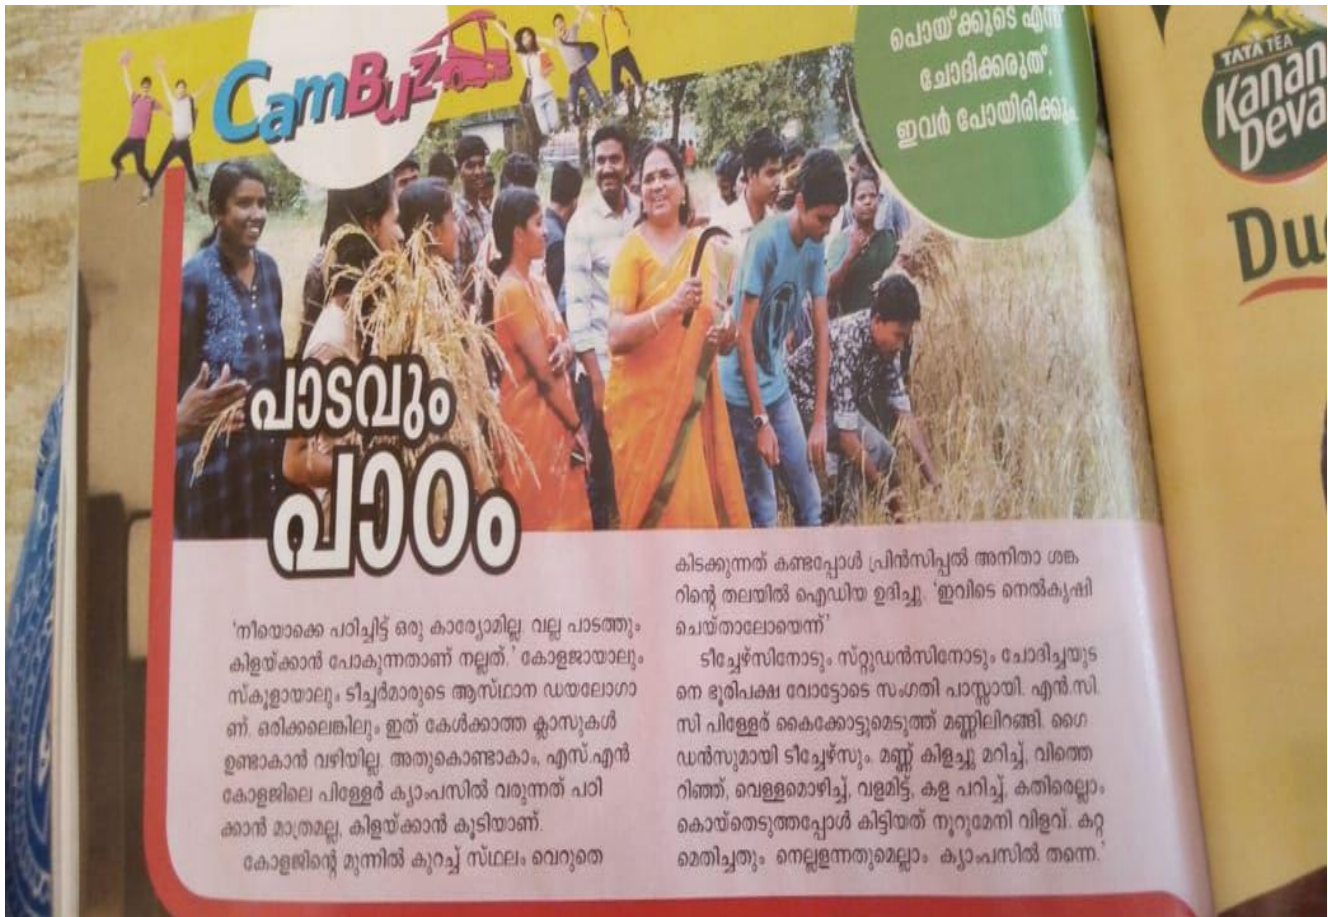 CamBuzz
പൊയ്ക്കൂടെ എന്ന്
ചോദിക്കരുത്,
ഇവർ പോയിരിക്കും
TATA TEA
Kanan
Deva
Du
പാടവും
പാഠം
'നീയൊക്കെ പഠിച്ചിട്ട് ഒരു കാര്യോമില്ല. വല്ല പാടത്തും
കിളയ്ക്കാൻ പോകുന്നതാണ് നല്ലത്.' കോളജായാലും
സ്കൂളായാലും ടീച്ചർമാരുടെ ആസ്ഥാന ഡയലോഗാ
ണ്. ഒരിക്കലെങ്കിലും ഇത് കേൾക്കാത്ത ക്ലാസുകൾ
ഉണ്ടാകാൻ വഴിയില്ല. അതുകൊണ്ടാകാം, എസ്.എൻ
കോളജിലെ പിള്ളേർ ക്യാംപസിൽ വരുന്നത് പഠി
ക്കാൻ മാത്രമല്ല, കിളയ്ക്കാൻ കൂടിയാണ്.
കോളജിന്റെ മുന്നിൽ കുറച്ച് സ്ഥലം വെറുതെ
കിടക്കുന്നത് കണ്ടപ്പോൾ പ്രിൻസിപ്പൽ അനിതാ ശങ്ക
റിന്റെ തലയിൽ ഐഡിയ ഉദിച്ചു. 'ഇവിടെ നെൽകൃഷി
ചെയ്താലോയെന്ന്'
ടീച്ചേഴ്സിനോടും സ്റ്റുഡൻസിനോടും ചോദിച്ചയുട
നെ ഭൂരിപക്ഷ വോട്ടോടെ സംഗതി പാസ്സായി. എൻ.സി.
സി പിള്ളേർ കൈക്കോട്ടുമെടുത്ത് മണ്ണിലിറങ്ങി. ഗൈ
ഡൻസുമായി ടീച്ചേഴ്സും. മണ്ണ് കിളച്ചു മറിച്ച്, വിത്തെ
റിഞ്ഞ്, വെള്ളമൊഴിച്ച്, വളമിട്ട്, കള പറിച്ച്, കതിരെല്ലാം
കൊയ്തെടുത്തപ്പോൾ കിട്ടിയത് നൂറുമേനി വിളവ്. കറ്റ
മെതിച്ചതും നെല്ലളന്നതുമെല്ലാം ക്യാംപസിൽ തന്നെ.'